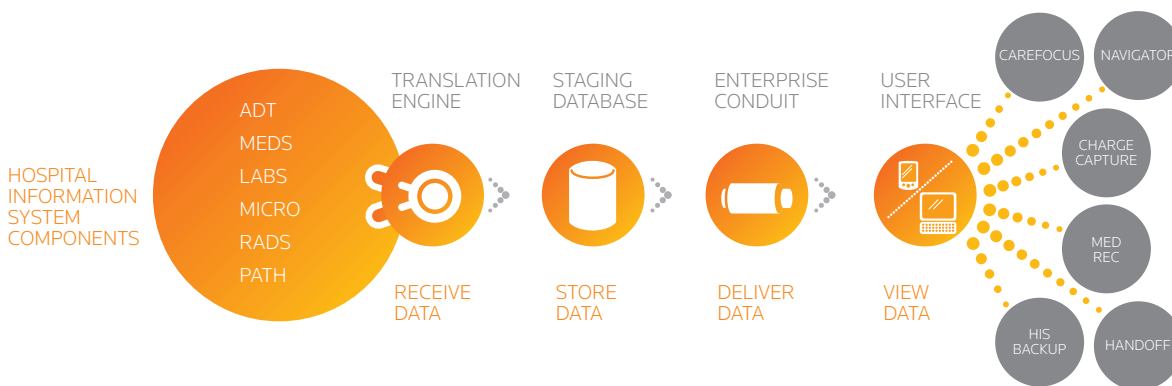 HOSPITAL
INFORMATION
SYSTEM
COMPONENTS
ADT
MEDS
LABS
MICRO
RADS
PATH
TRANSLATION
ENGINE
RECEIVE
DATA
STAGING
DATABASE
STORE
DATA
ENTERPRISE
CONDUIT
DELIVER
DATA
USER
INTERFACE
VIEW
DATA
CAREFOCUS
NAVIGATOR
CHARGE
CAPTURE
MED
REC
HIS
BACKUP
HANDOFF